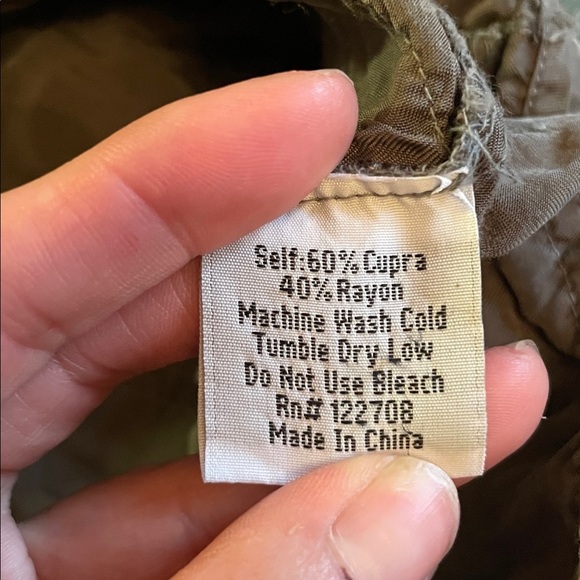 Self:60% Cupra
40% Rayon
Machine Wash Cold
Tumble Dry Low
Do Not Use Bleach
Rn# 122708
Made In China